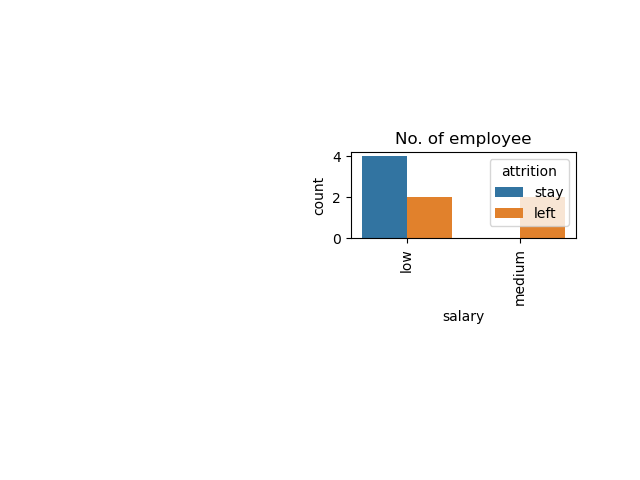 No. of employee
4
2
0
count
attrition
stay
left
low
medium
salary